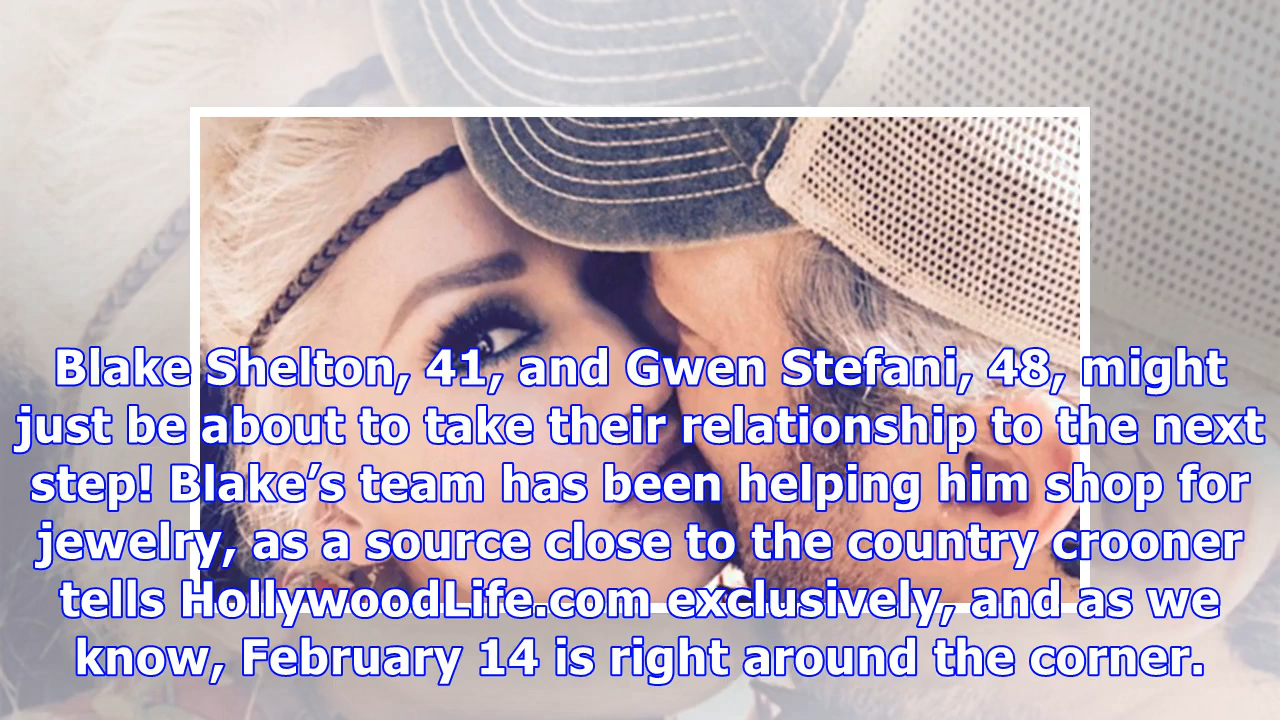 Blake Shelton, 41, and Gwen Stefani, 48, might
just be about to take their relationship to the next
step! Blake’s team has been helping him shop for
jewelry, as a source close to the country crooner
tells HollywoodLife.com exclusively, and as we
know, February 14 is right around the corner.